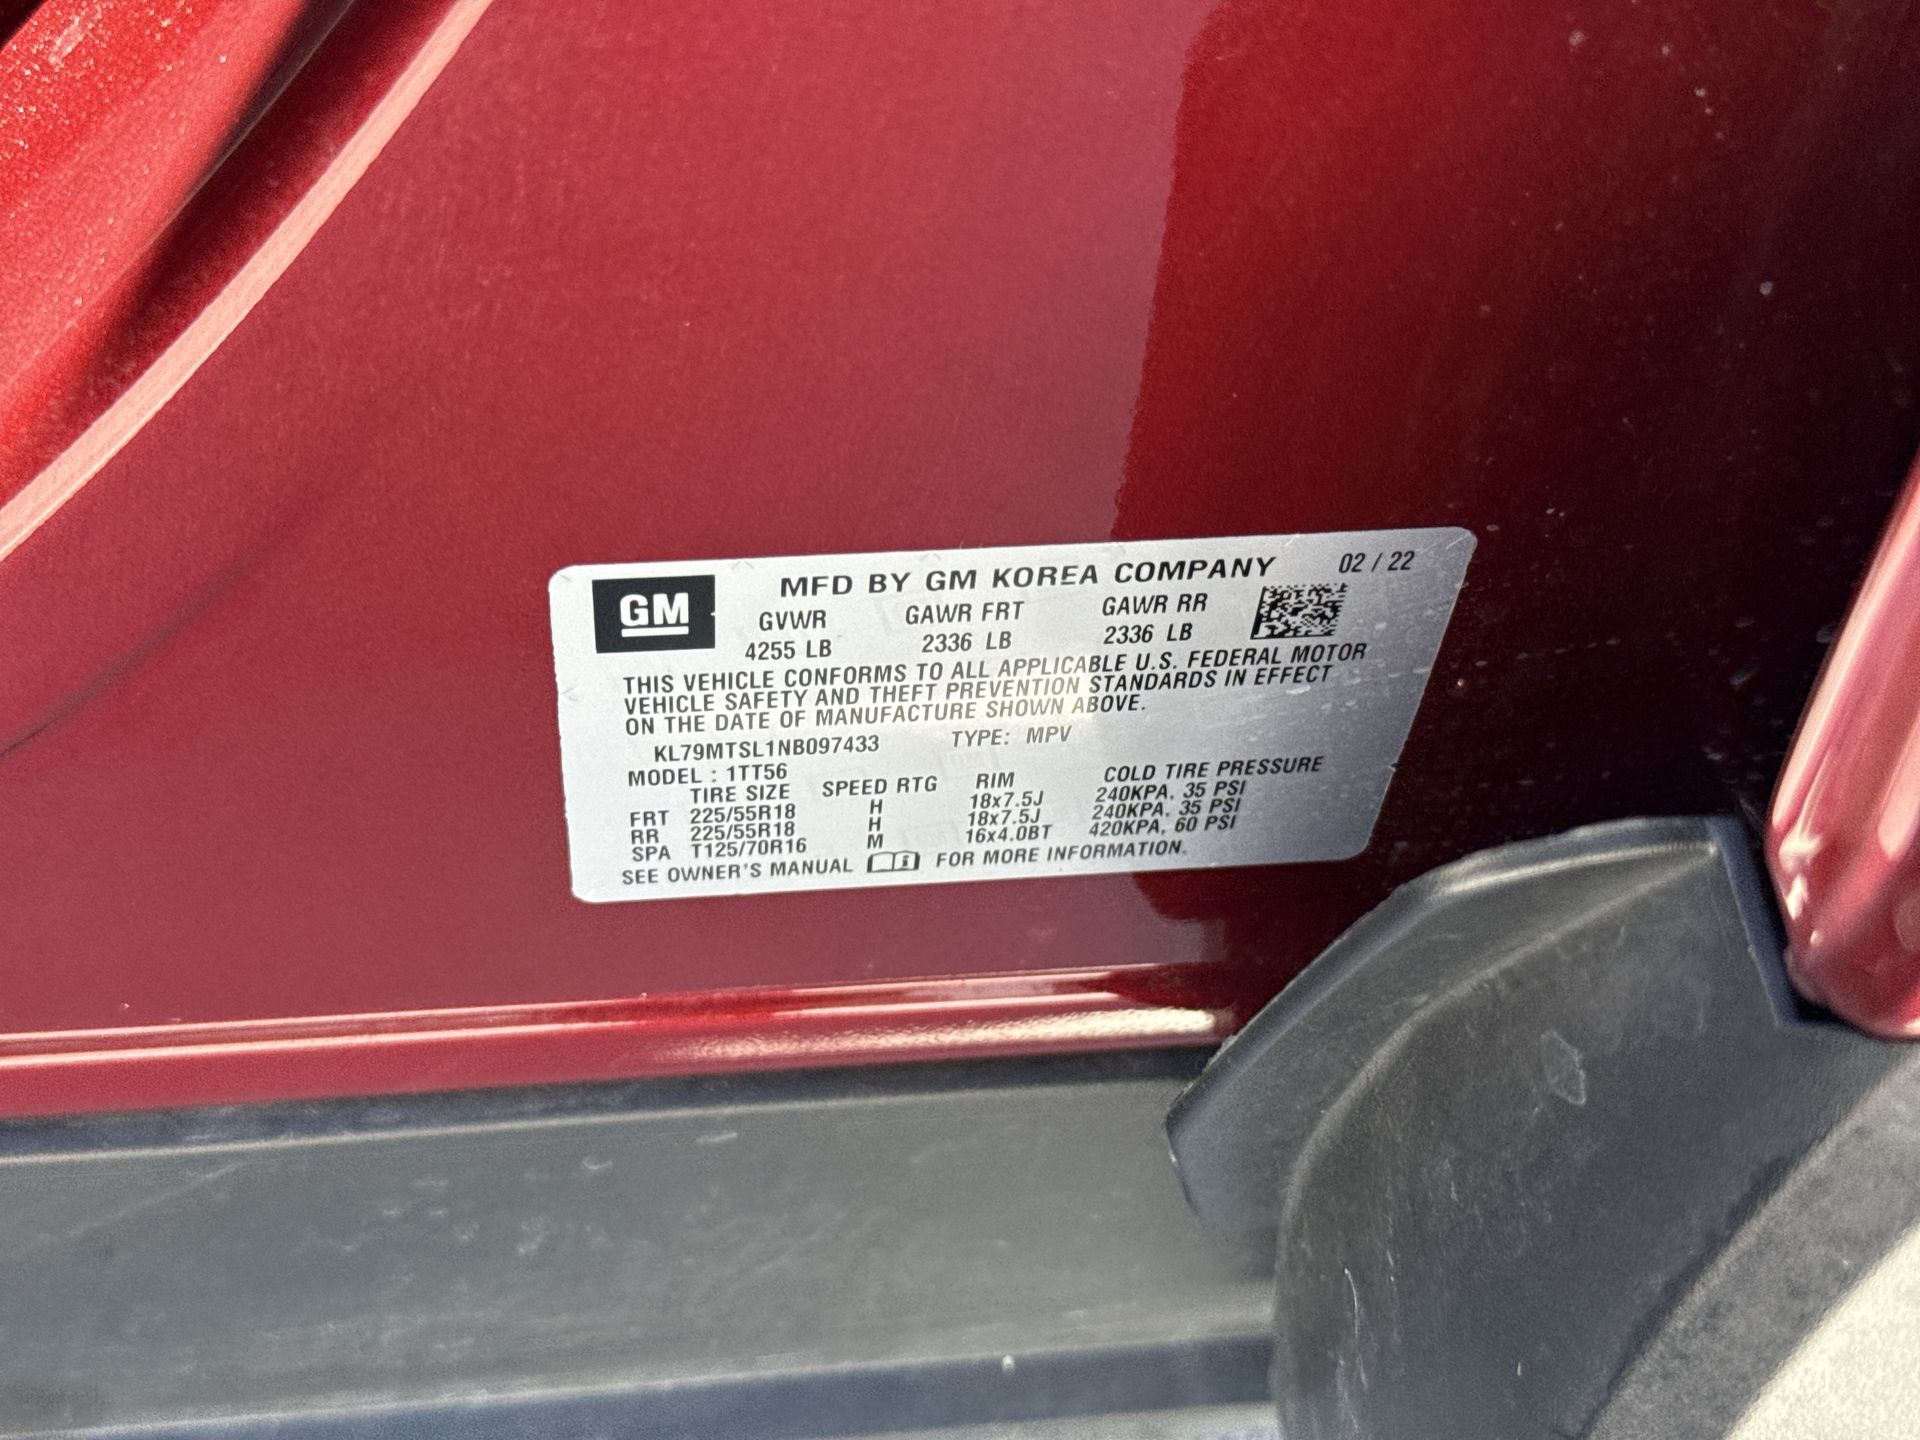 GM MFD BY GM KOREA COMPANY 02 / 22
GVWR GAWR FRT GAWR RR
4255 LB 2336 LB 2336 LB
THIS VEHICLE CONFORMS TO ALL APPLICABLE U.S. FEDERAL MOTOR
VEHICLE SAFETY AND THEFT PREVENTION STANDARDS IN EFFECT
ON THE DATE OF MANUFACTURE SHOWN ABOVE.
KL79MTSL1NB097433 TYPE: MPV
MODEL : 1TT56
TIRE SIZE SPEED RTG RIM COLD TIRE PRESSURE
FRT 225/55R18 H 18x7.5J 240KPA, 35 PSI
RR 225/55R18 H 18x7.5J 240KPA, 35 PSI
SPA T125/70R16 M 16x4.0BT 420KPA, 60 PSI
SEE OWNER'S MANUAL FOR MORE INFORMATION.